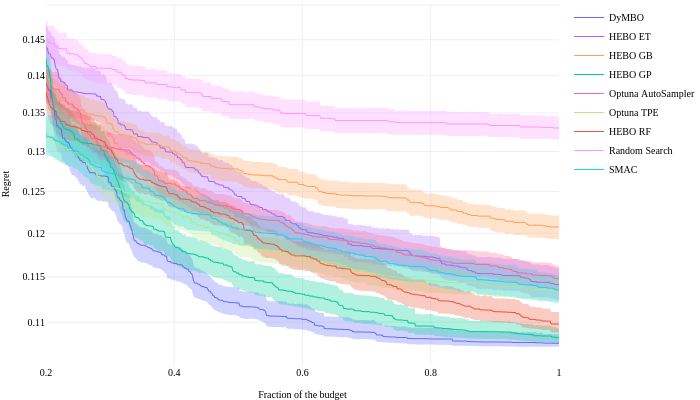 0.145
0.14
0.135
0.13
0.125
0.12
0.115
0.11
Regret
0.2
0.4
0.6
0.8
1
Fraction of the budget
DyMBO
HEBO ET
HEBO GB
HEBO GP
Optuna AutoSampler
Optuna TPE
HEBO RF
Random Search
SMAC